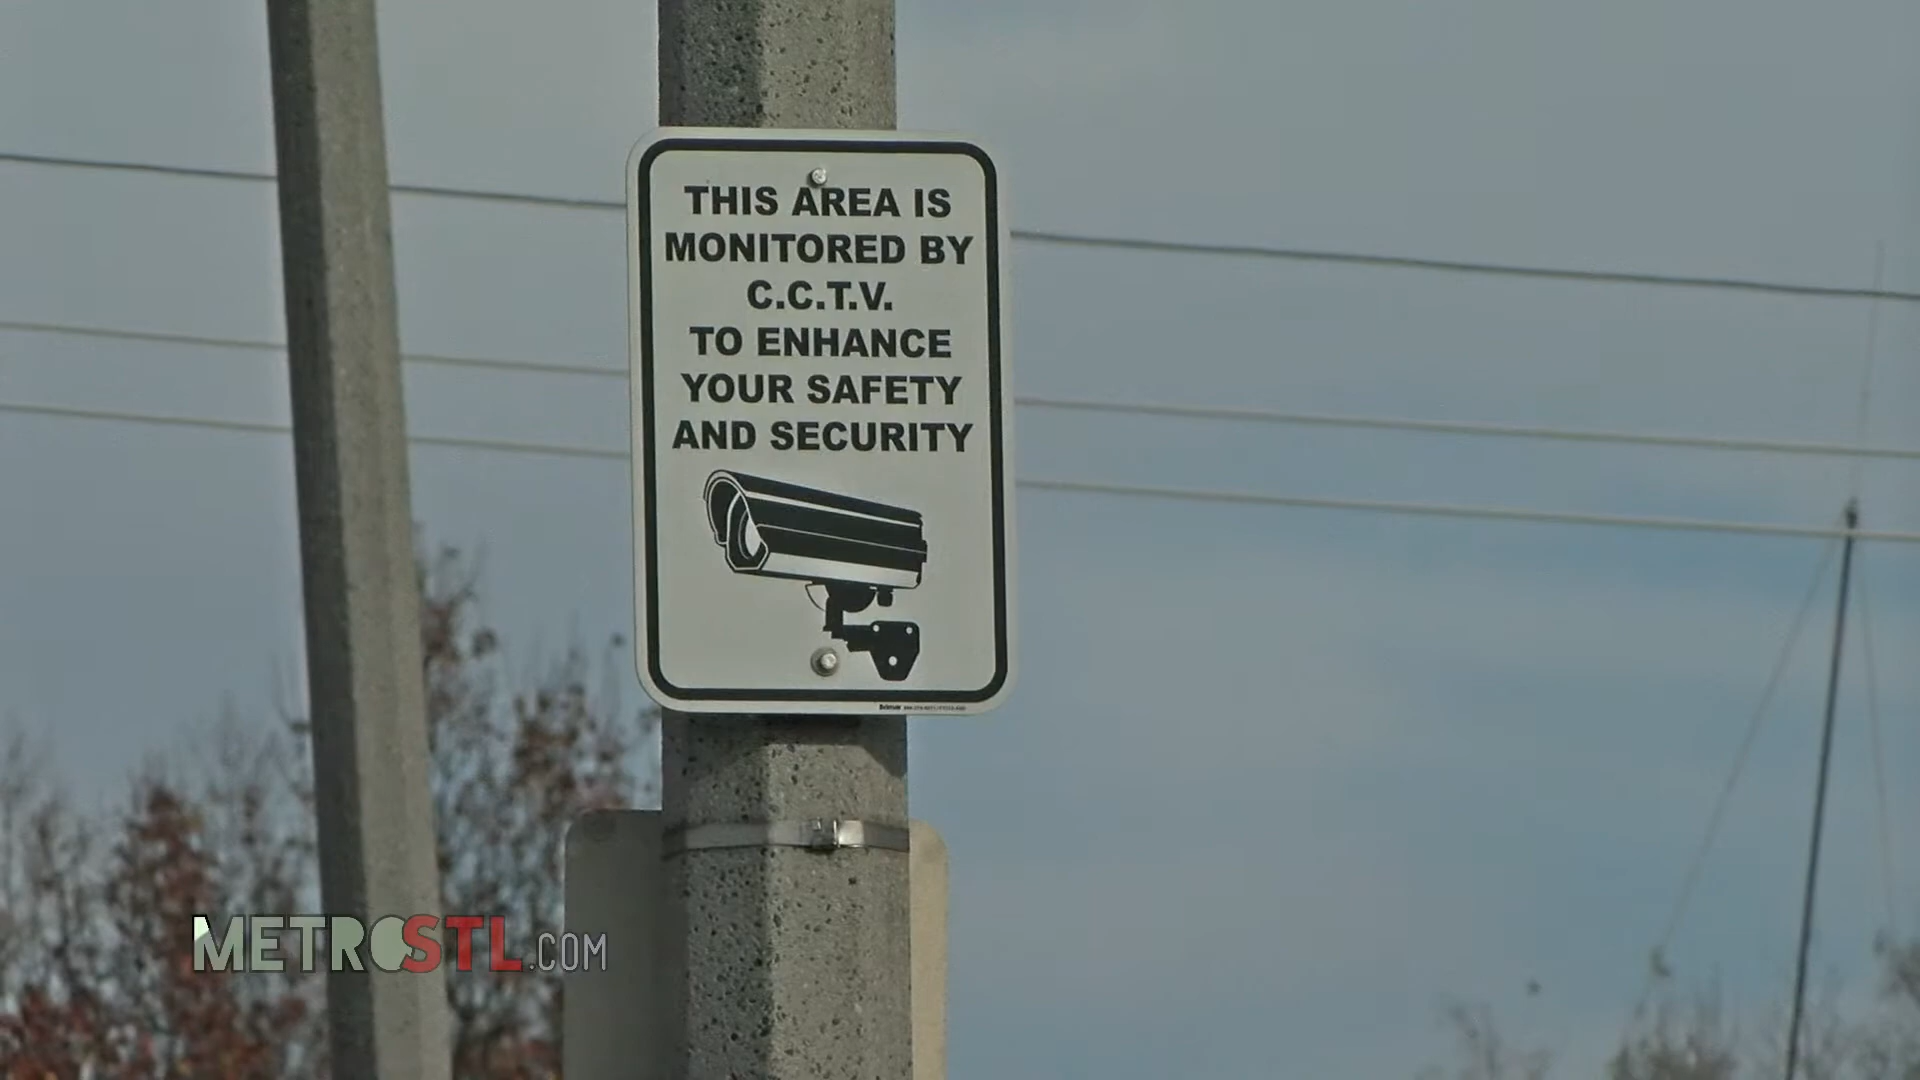 THIS AREA IS
MONITORED BY
C.C.T.V.
TO ENHANCE
YOUR SAFETY
AND SECURITY
METROSTL.COM